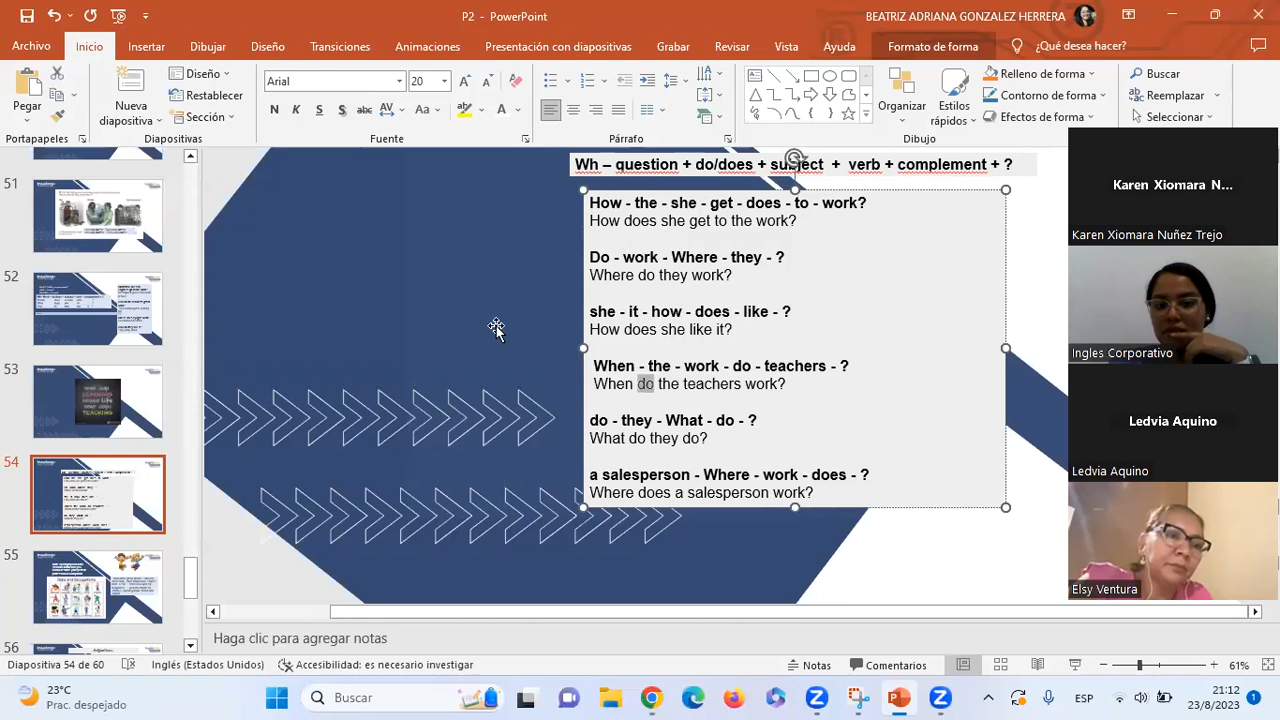 P2 - PowerPoint
BEATRIZ ADRIANA GONZALEZ HERRERA
Archivo
Inicio
Insertar
Dibujar
Diseño
Transiciones
Animaciones
Presentación con diapositivas
Grabar
Revisar
Vista
Ayuda
Formato de forma
¿Qué desea hacer?
Pegar
Nueva
diapositiva
Diseño
Restablecer
Sección
Arial
20
N K S abc AV Aa A
Organizar
Estilos
rápidos
Relleno de forma
Contorno de forma
Efectos de forma
Buscar
Reemplazar
Seleccionar
Portapapeles
Diapositivas
Fuente
Párrafo
Dibujo
51
52
53
54
55
56
Wh – question + do/does + subject + verb + complement + ?
How - the - she - get - does - to - work?
How does she get to the work?
Do - work - Where - they - ?
Where do they work?
she - it - how - does - like - ?
How does she like it?
When - the - work - do - teachers - ?
When do the teachers work?
do - they - What - do - ?
What do they do?
a salesperson - Where - work - does - ?
Where does a salesperson work?
Karen Xiomara N...
Karen Xiomara Nuñez Trejo
Ingles Corporativo
Ledvia Aquino
Ledvia Aquino
Elsy Ventura
Haga clic para agregar notas
Diapositiva 54 de 60
Inglés (Estados Unidos)
Accesibilidad: es necesario investigar
Notas
Comentarios
61%
23°C
Prac. despejado
Buscar
ESP
21:12
23/8/2023